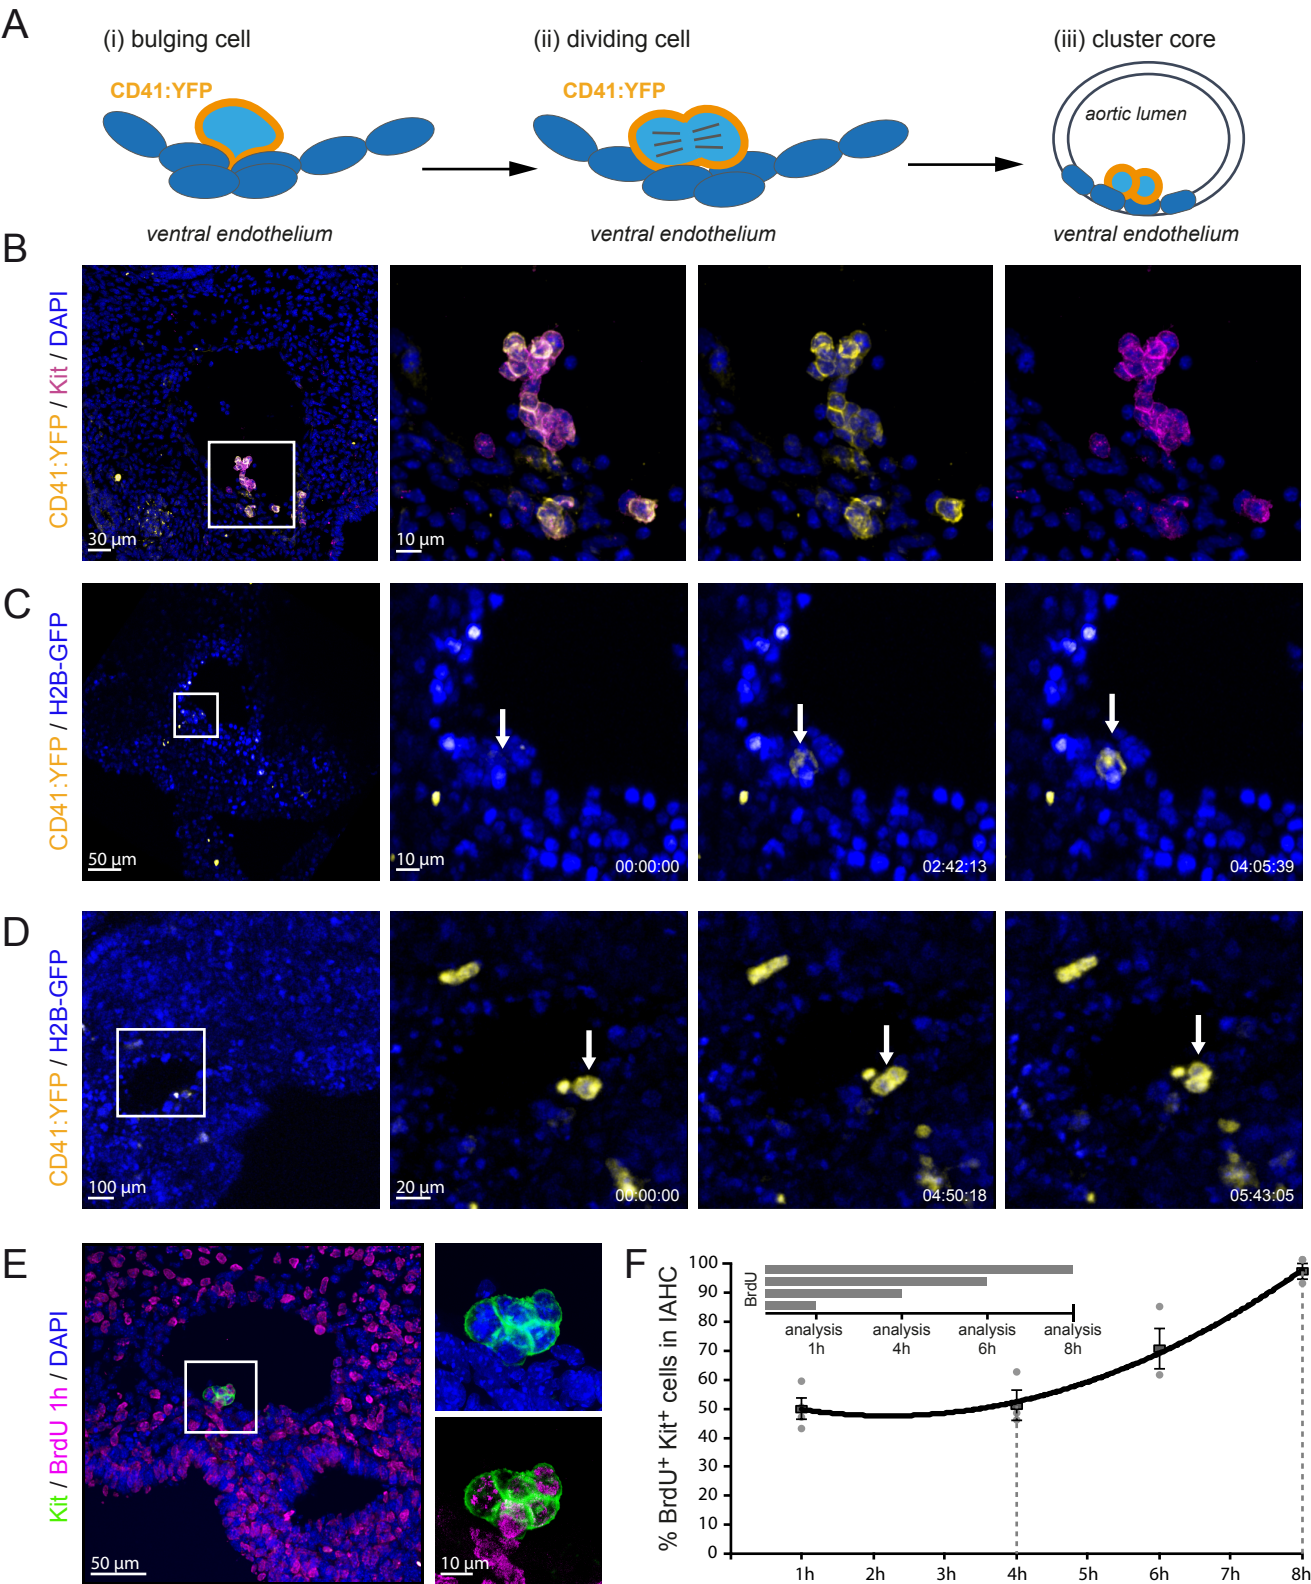 A
(i) bulging cell
(ii) dividing cell
(iii) cluster core
CD41:YFP
CD41:YFP
aortic lumen
ventral endothelium
ventral endothelium
ventral endothelium
B
CD41:YFP / Kit / DAPI
30 µm
10 µm
C
CD41:YFP / H2B-GFP
50 µm
10 µm
00:00:00
02:42:13
04:05:39
D
CD41:YFP / H2B-GFP
100 µm
20 µm
00:00:00
04:50:18
05:43:05
E
Kit / BrdU 1h / DAPI
50 µm
10 µm
F
% BrdU⁺ Kit⁺ cells in IAHC
100
90
80
70
60
50
40
30
20
10
0
BrdU
analysis 1h
analysis 4h
analysis 6h
analysis 8h
1h
2h
3h
4h
5h
6h
7h
8h